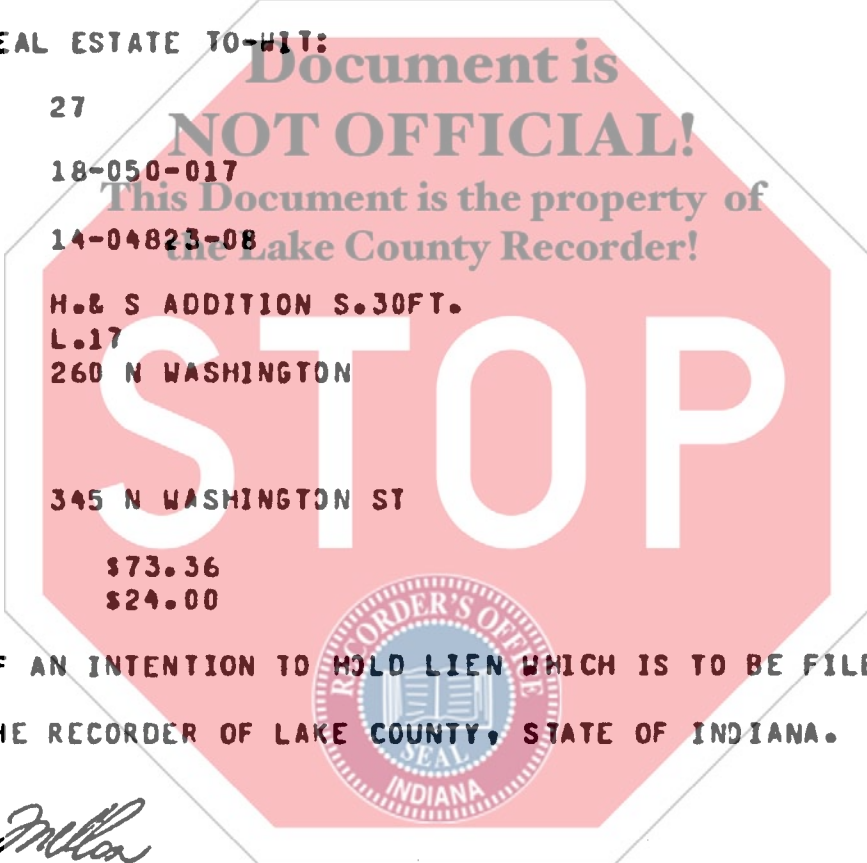 EAL ESTATE TO-WIT:
Document is
27
NOT OFFICIAL!
18-050-017
This Document is the property of
14-04823-08
the Lake County Recorder!
H.& S ADDITION S.30FT.
L.17
260 N WASHINGTON
STOP
345 N WASHINGTON ST
$73.36
$24.00
RECORDER'S OFFICE
F AN INTENTION TO HOLD LIEN WHICH IS TO BE FILE
HE RECORDER OF LAKE COUNTY, STATE OF INDIANA.
SEAL
INDIANA